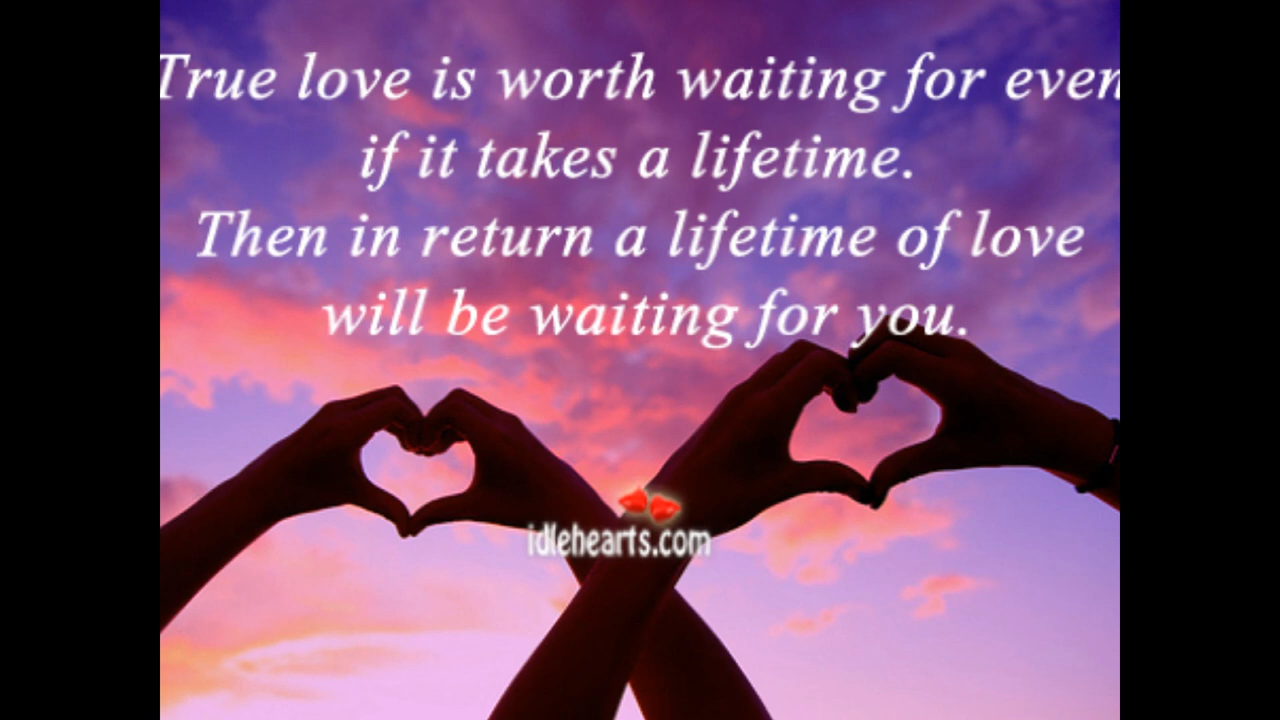 True love is worth waiting for even
if it takes a lifetime.
Then in return a lifetime of love
will be waiting for you.
idlehearts.com